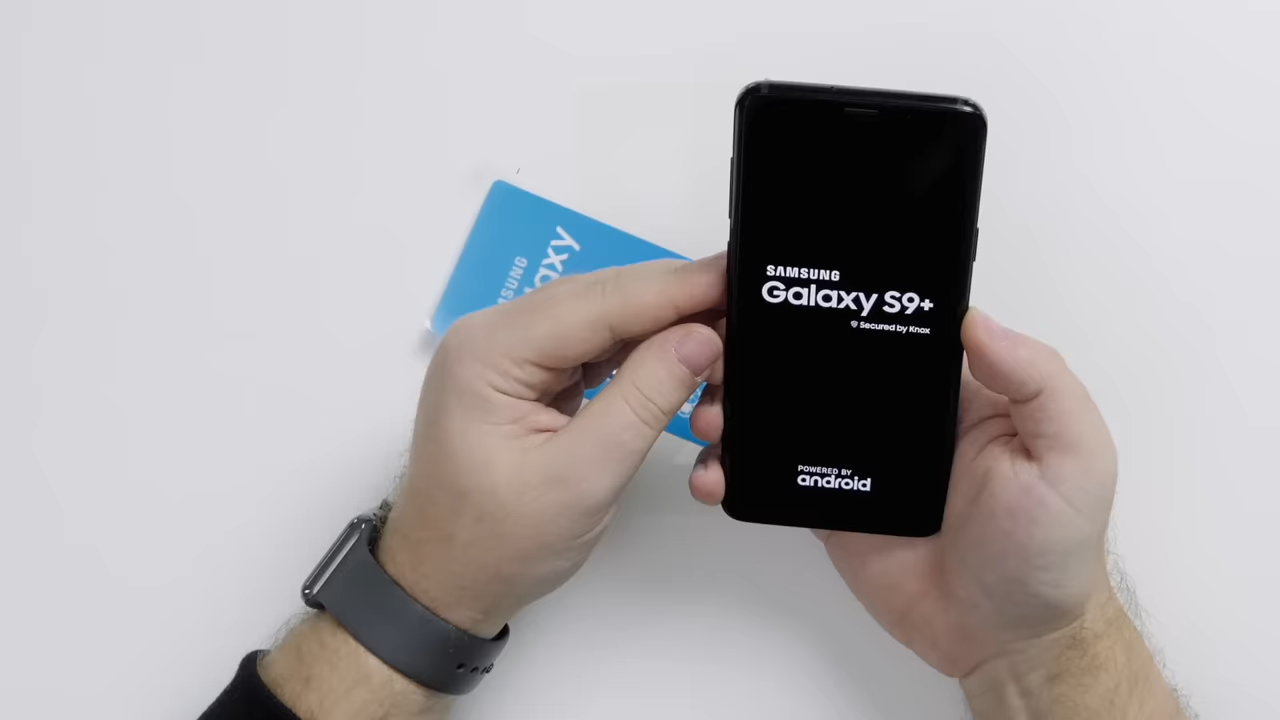 SAMSUNG
Galaxy S9+
Secured by Knox
POWERED BY
android